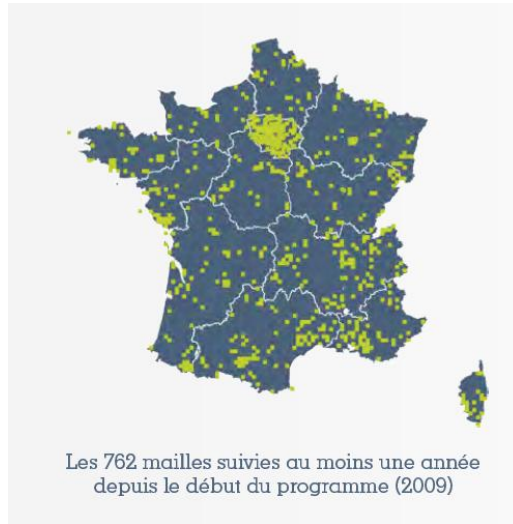 Les 762 mailles suivies au moins une année
depuis le début du programme (2009)